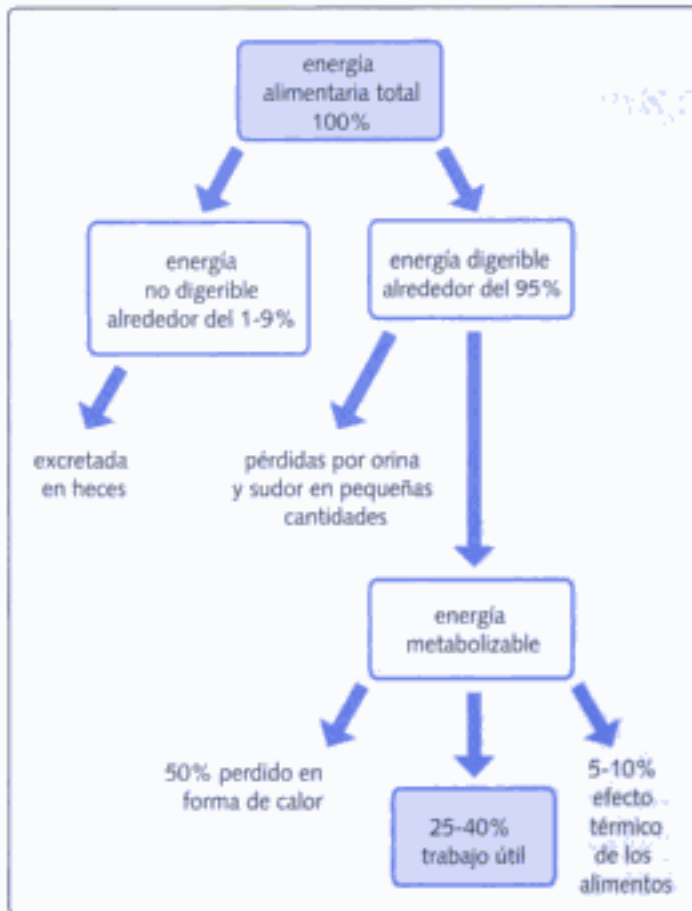 energía
alimentaria total
100%
energía
no digerible
alrededor del 1-9%
energía digerible
alrededor del 95%
excretada
en heces
pérdidas por orina
y sudor en pequeñas
cantidades
energía
metabolizable
50% perdido en
forma de calor
25-40%
trabajo útil
5-10%
efecto
térmico
de los
alimentos